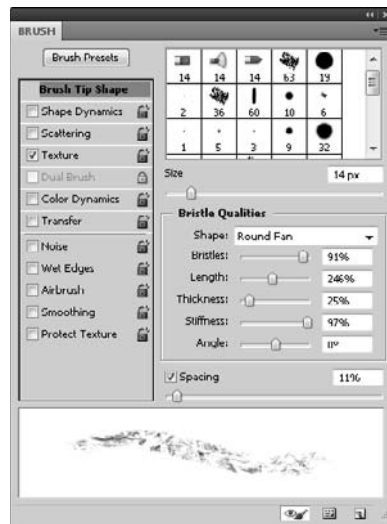 BRUSH
Brush Presets
Brush Tip Shape
Shape Dynamics
Scattering
Texture
Dual Brush
Color Dynamics
Transfer
Noise
Wet Edges
Airbrush
Smoothing
Protect Texture
14 14 14 63 19
2 36 60 10 6
1 5 3 9 32
Size 14 px
Bristle Qualities
Shape: Round Fan
Bristles: 91%
Length: 246%
Thickness: 25%
Stiffness: 97%
Angle: 0°
Spacing 11%